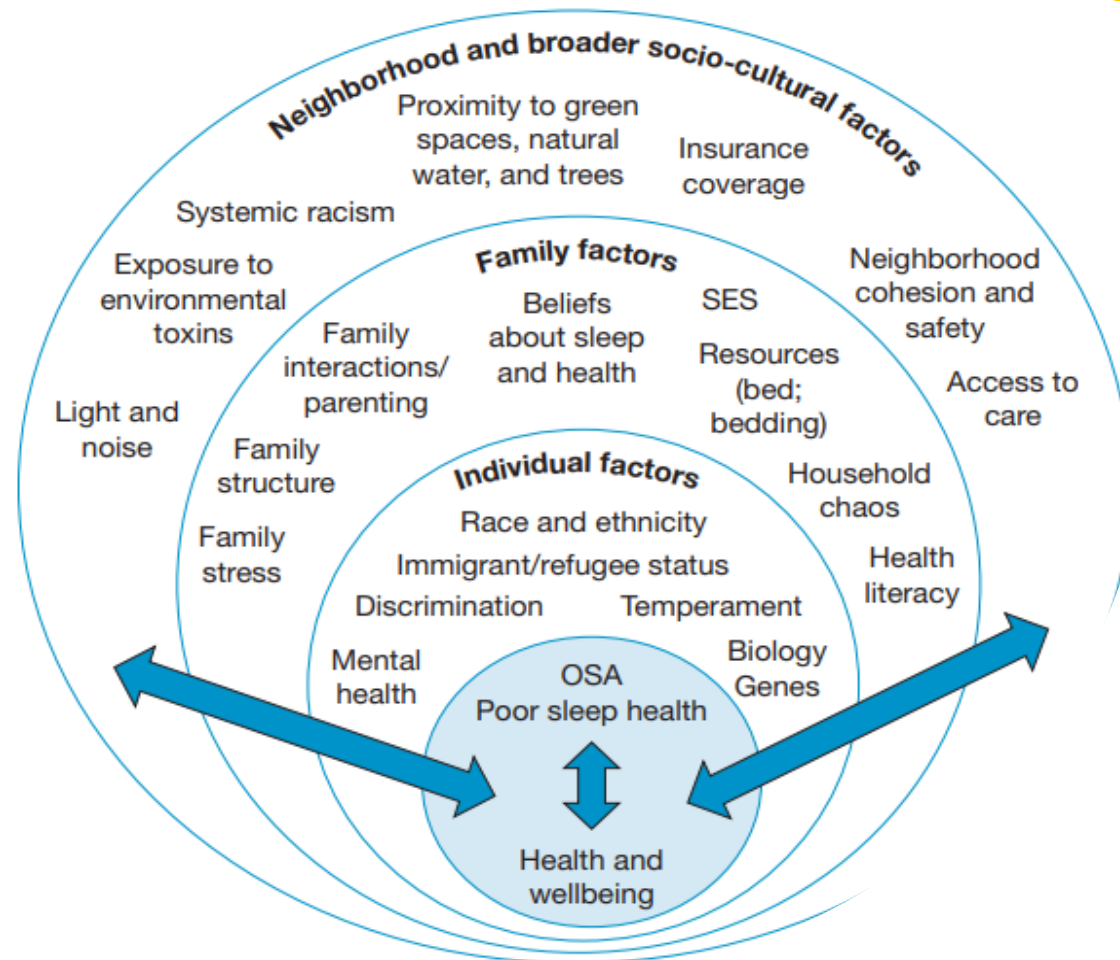 Neighborhood and broader socio-cultural factors
Proximity to green
spaces, natural
water, and trees
Insurance
coverage
Systemic racism
Exposure to
environmental
toxins
Light and
noise
Neighborhood
cohesion and
safety
Access to
care
Family factors
Beliefs
about sleep
and health
SES
Family
interactions/
parenting
Resources
(bed;
bedding)
Family
structure
Household
chaos
Family
stress
Health
literacy
Individual factors
Race and ethnicity
Immigrant/refugee status
Discrimination
Temperament
Mental
health
Biology
Genes
OSA
Poor sleep health
Health and
wellbeing